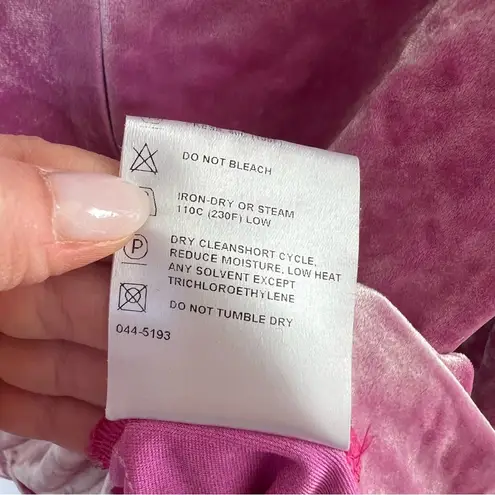 DO NOT BLEACH
IRON-DRY OR STEAM
110C (230F) LOW
P
DRY CLEANSHORT CYCLE,
REDUCE MOISTURE, LOW HEAT
ANY SOLVENT EXCEPT
TRICHLOROETHYLENE
DO NOT TUMBLE DRY
044-5193